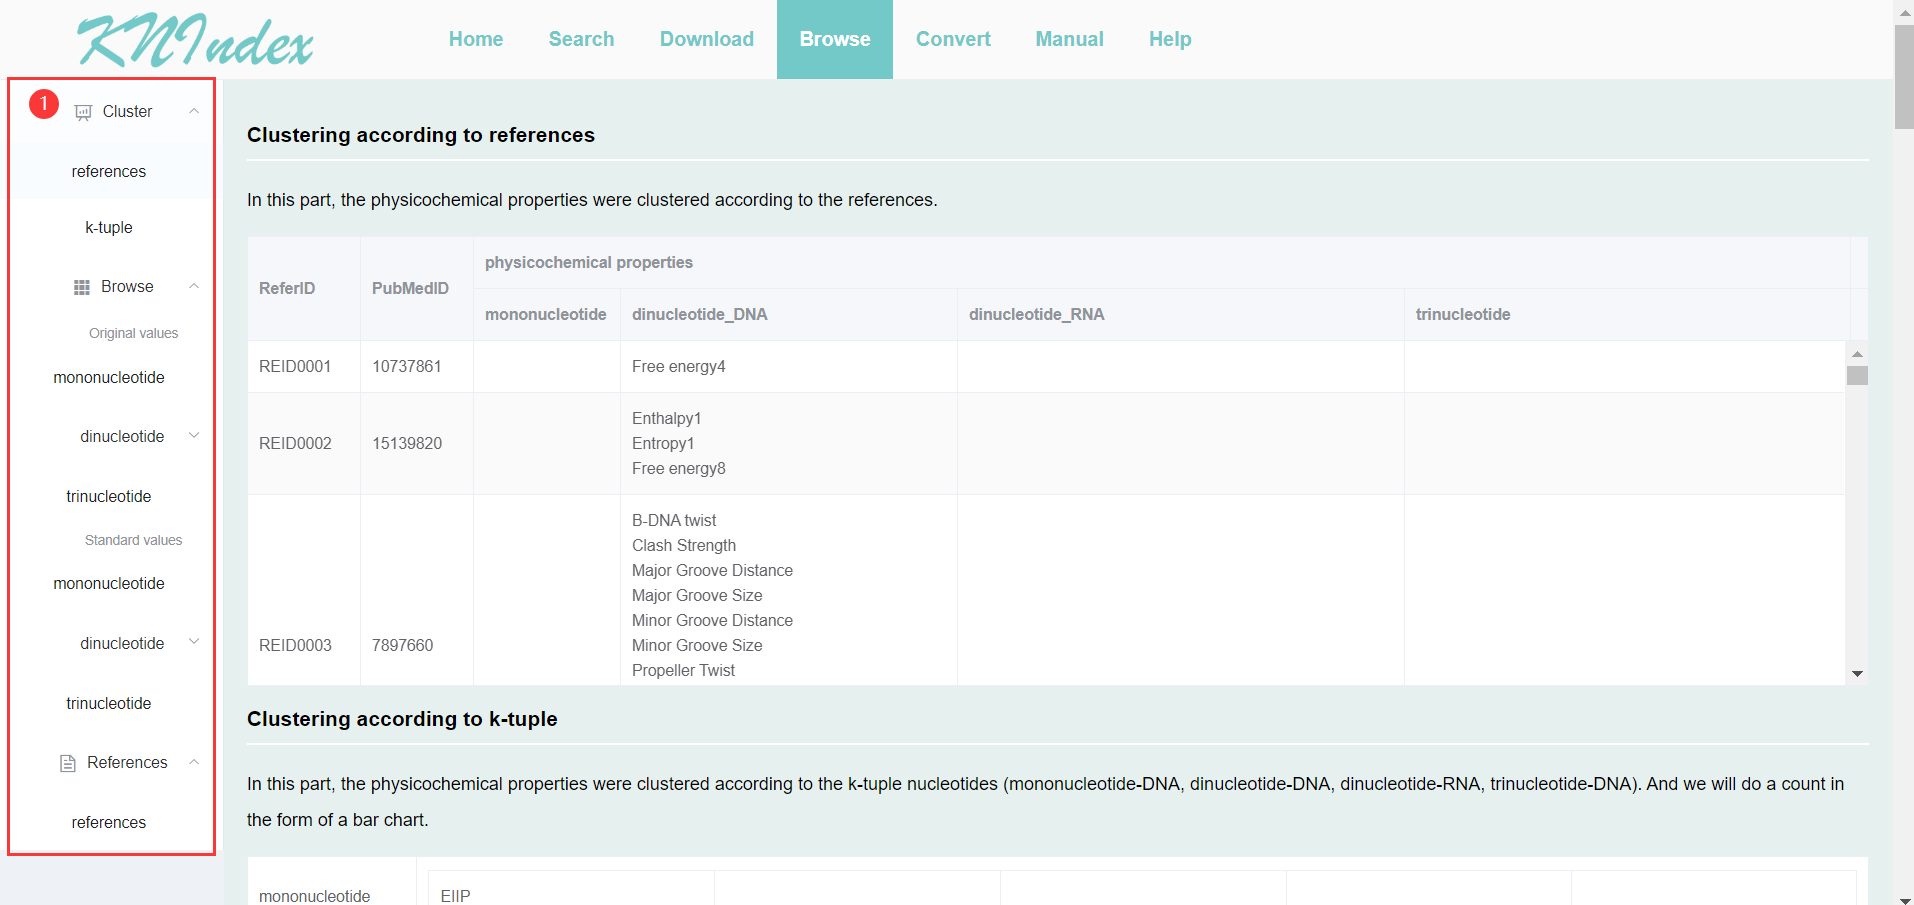 KNIndex
Home Search Download Browse Convert Manual Help
1
Cluster
references
k-tuple
Browse
Original values
mononucleotide
dinucleotide
trinucleotide
Standard values
mononucleotide
dinucleotide
trinucleotide
References
references
Clustering according to references
In this part, the physicochemical properties were clustered according to the references.
ReferID PubMedID physicochemical properties
mononucleotide dinucleotide_DNA dinucleotide_RNA trinucleotide
REID0001 10737861 Free energy4
Enthalpy1
REID0002 15139820 Entropy1
Free energy8
B-DNA twist
Clash Strength
Major Groove Distance
Major Groove Size
Minor Groove Distance
REID0003 7897660 Minor Groove Size
Propeller Twist
Clustering according to k-tuple
In this part, the physicochemical properties were clustered according to the k-tuple nucleotides (mononucleotide-DNA, dinucleotide-DNA, dinucleotide-RNA, trinucleotide-DNA). And we will do a count in
the form of a bar chart.
mononucleotide EIIP